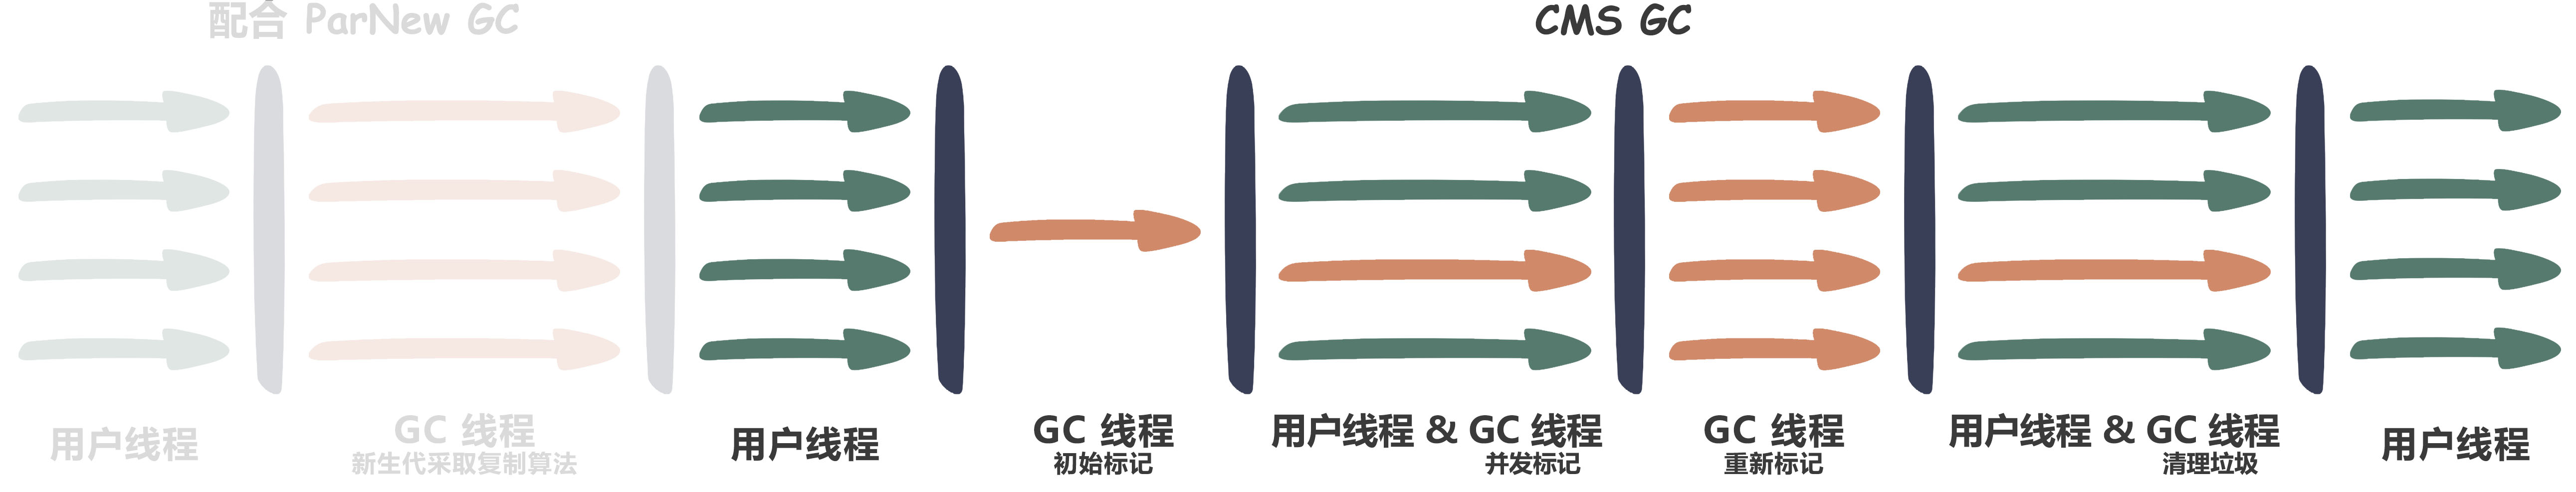 配合 ParNew GC
CMS GC
用户线程
GC 线程
新生代采取复制算法
用户线程
GC 线程
初始标记
用户线程 & GC 线程
并发标记
GC 线程
重新标记
用户线程 & GC 线程
清理垃圾
用户线程